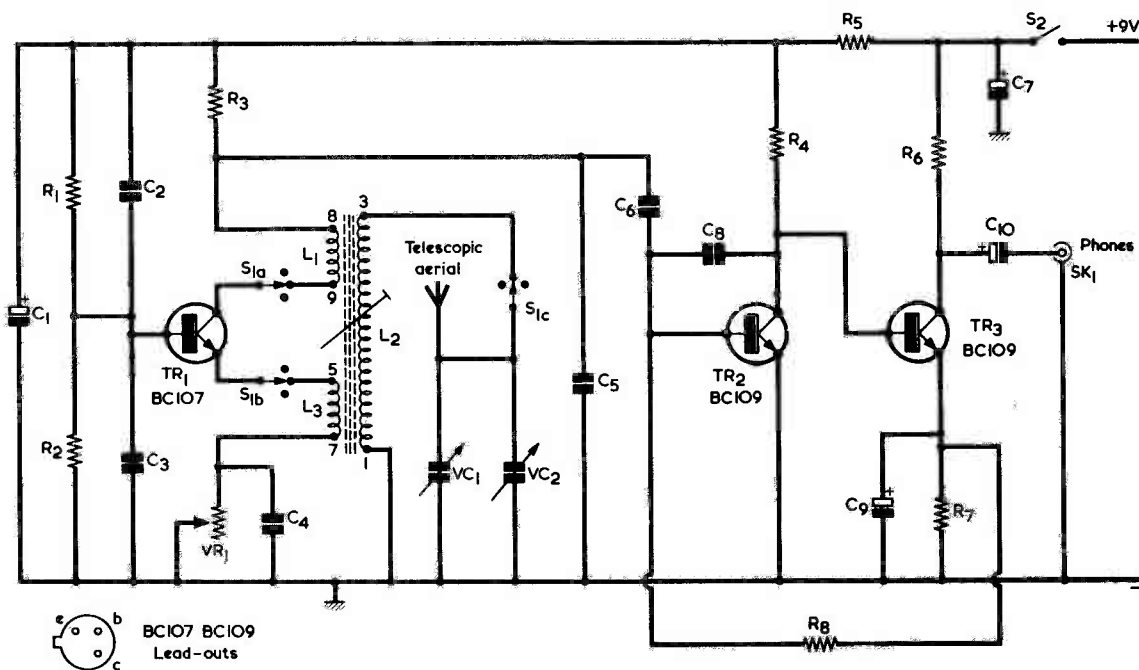 R5
S2
+9V
C7
R3
R4
R6
R1
C2
3
C6
8
C8
C10
Phones
SK1
Telescopic
aerial
L1
S1a
9
S1c
C1
L2
TR1
BC107
TR2
BC109
TR3
BC109
S1b
5
L3
C5
7
1
R2
C3
VC1
VC2
C4
VR1
C9
R7
−
e
b
c
BC107 BC109
Lead-outs
R8